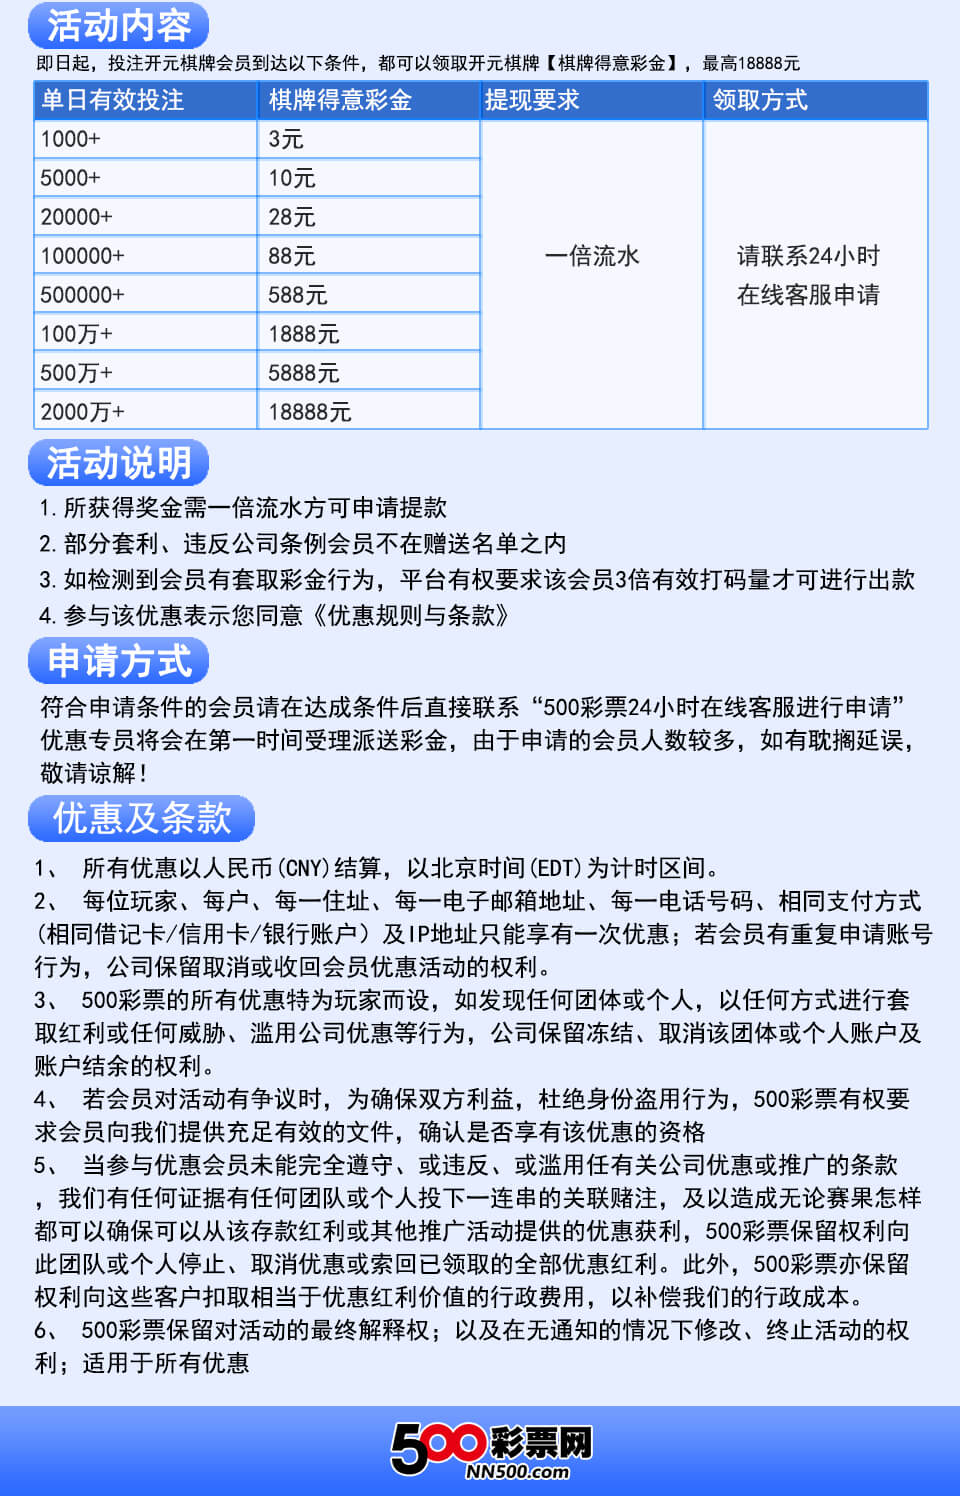 活动内容
即日起，投注开元棋牌会员到达以下条件，都可以领取开元棋牌【棋牌得意彩金】，最高18888元
单日有效投注 棋牌得意彩金 提现要求 领取方式
1000+ 3元
5000+ 10元
20000+ 28元
100000+ 88元 一倍流水 请联系24小时
500000+ 588元 在线客服申请
100万+ 1888元
500万+ 5888元
2000万+ 18888元
活动说明
1.所获得奖金需一倍流水方可申请提款
2.部分套利、违反公司条例会员不在赠送名单之内
3.如检测到会员有套取彩金行为，平台有权要求该会员3倍有效打码量才可进行出款
4.参与该优惠表示您同意《优惠规则与条款》
申请方式
符合申请条件的会员请在达成条件后直接联系“500彩票24小时在线客服进行申请”
优惠专员将会在第一时间受理派送彩金，由于申请的会员人数较多，如有耽搁延误，
敬请谅解！
优惠及条款
1、 所有优惠以人民币(CNY)结算，以北京时间(EDT)为计时区间。
2、 每位玩家、每户、每一住址、每一电子邮箱地址、每一电话号码、相同支付方式
(相同借记卡/信用卡/银行账户）及IP地址只能享有一次优惠；若会员有重复申请账号
行为，公司保留取消或收回会员优惠活动的权利。
3、 500彩票的所有优惠特为玩家而设，如发现任何团体或个人，以任何方式进行套
取红利或任何威胁、滥用公司优惠等行为，公司保留冻结、取消该团体或个人账户及
账户结余的权利。
4、 若会员对活动有争议时，为确保双方利益，杜绝身份盗用行为，500彩票有权要
求会员向我们提供充足有效的文件，确认是否享有该优惠的资格
5、 当参与优惠会员未能完全遵守、或违反、或滥用任有关公司优惠或推广的条款
，我们有任何证据有任何团队或个人投下一连串的关联赌注，及以造成无论赛果怎样
都可以确保可以从该存款红利或其他推广活动提供的优惠获利，500彩票保留权利向
此团队或个人停止、取消优惠或索回已领取的全部优惠红利。此外，500彩票亦保留
权利向这些客户扣取相当于优惠红利价值的行政费用，以补偿我们的行政成本。
6、 500彩票保留对活动的最终解释权；以及在无通知的情况下修改、终止活动的权
利；适用于所有优惠
500彩票网
NN500.com